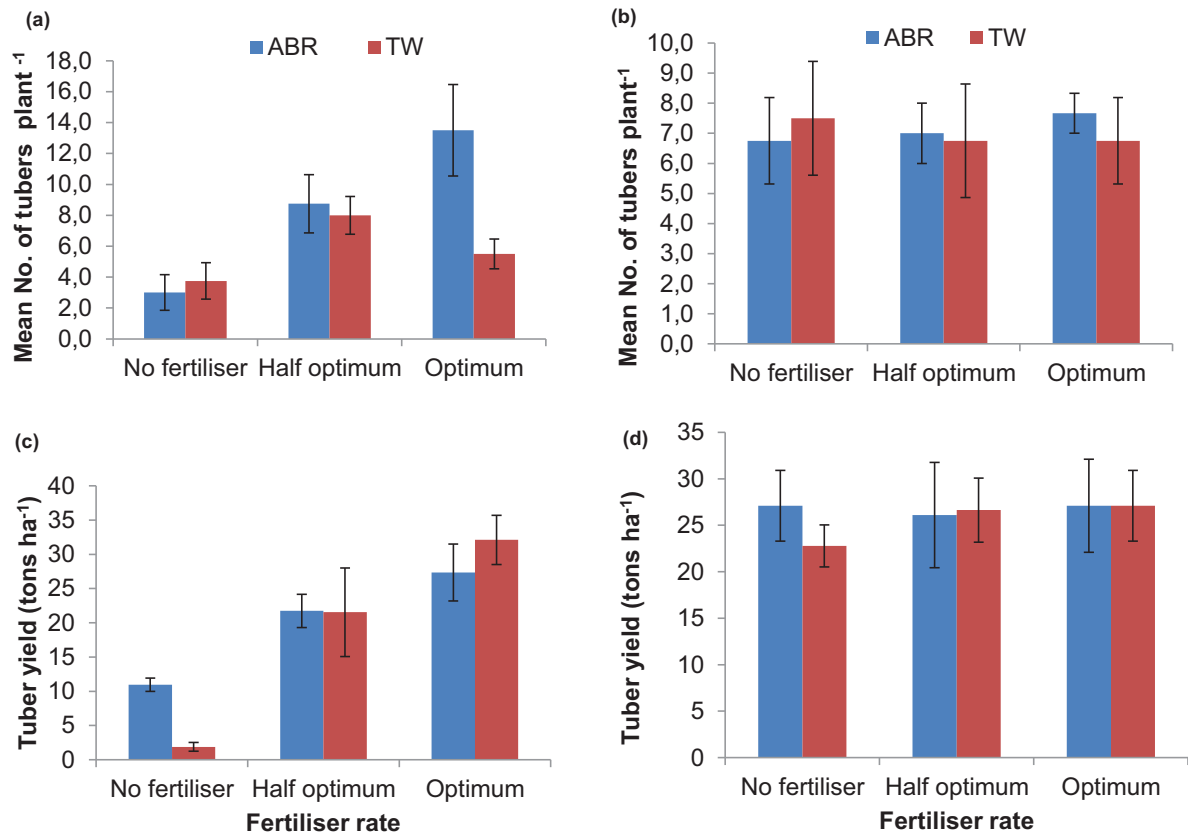 (a)
ABR TW
Mean No. of tubers plant -1
18,0
16,0
14,0
12,0
10,0
8,0
6,0
4,0
2,0
0,0
No fertiliser Half optimum Optimum
(b)
ABR TW
Mean No. of tubers plant-1
10,0
9,0
8,0
7,0
6,0
5,0
4,0
3,0
2,0
1,0
0,0
No fertiliser Half optimum Optimum
(c)
Tuber yield (tons ha-1)
40
35
30
25
20
15
10
5
0
No fertiliser Half optimum Optimum
Fertiliser rate
(d)
Tuber yield (tons ha-1)
35
30
25
20
15
10
5
0
No fertiliser Half optimum Optimum
Fertiliser rate